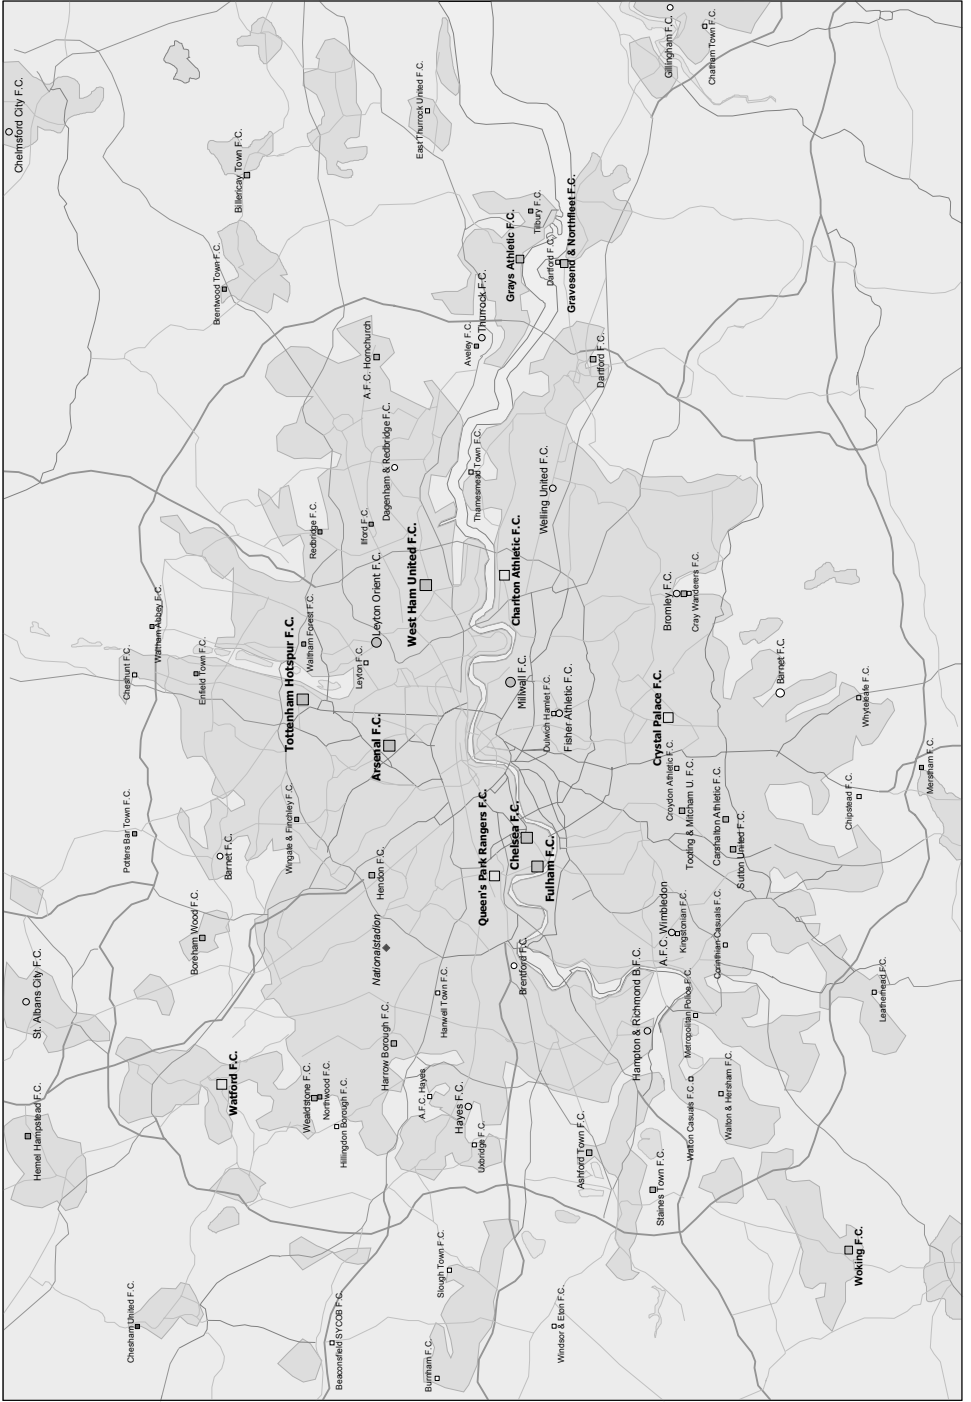 Chelmsford City F.C.
Billericay Town F.C.
Brentwood Town F.C.
East Thurrock United F.C.
Gillingham F.C.
Chatham Town F.C.
Tilbury F.C.
Grays Athletic F.C.
Dartford F.C.
Gravesend & Northfleet F.C.
Thurrock F.C.
Aveley F.C.
A.F.C. Hornchurch
Dartford F.C.
Dagenham & Redbridge F.C.
Thamesmead Town F.C.
Welling United F.C.
Redbridge F.C.
Ilford F.C.
West Ham United F.C.
Charlton Athletic F.C.
Leyton Orient F.C.
Waltham Abbey F.C.
Waltham Forest F.C.
Bromley F.C.
Cray Wanderers F.C.
Cheshunt F.C.
Enfield Town F.C.
Leyton F.C.
Tottenham Hotspur F.C.
Millwall F.C.
Dulwich Hamlet F.C.
Fisher Athletic F.C.
Barnet F.C.
Whyteleafe F.C.
Crystal Palace F.C.
Arsenal F.C.
Merstham F.C.
Croydon Athletic F.C.
Tooting & Mitcham U. F.C.
Carshalton Athletic F.C.
Sutton United F.C.
Chipstead F.C.
Potters Bar Town F.C.
Wingate & Finchley F.C.
Barnet F.C.
Chelsea F.C.
Fulham F.C.
Queen's Park Rangers F.C.
Hendon F.C.
Boreham Wood F.C.
Nationalstadion
A.F.C. Wimbledon
Kingstonian F.C.
Corinthian Casuals F.C.
Brentford F.C.
St. Albans City F.C.
Hanwell Town F.C.
Leatherhead F.C.
Hampton & Richmond B.F.C.
Metropolitan Police F.C.
Harrow Borough F.C.
Watford F.C.
Wealdstone F.C.
Northwood F.C.
Hillingdon Borough F.C.
A.F.C. Hayes
Hayes F.C.
Uxbridge F.C.
Hemel Hempstead F.C.
Walton Casuals F.C.
Walton & Hersham F.C.
Ashford Town F.C.
Staines Town F.C.
Woking F.C.
Slough Town F.C.
Windsor & Eton F.C.
Chesham United F.C.
Beaconsfield SYCOB F.C.
Burnham F.C.